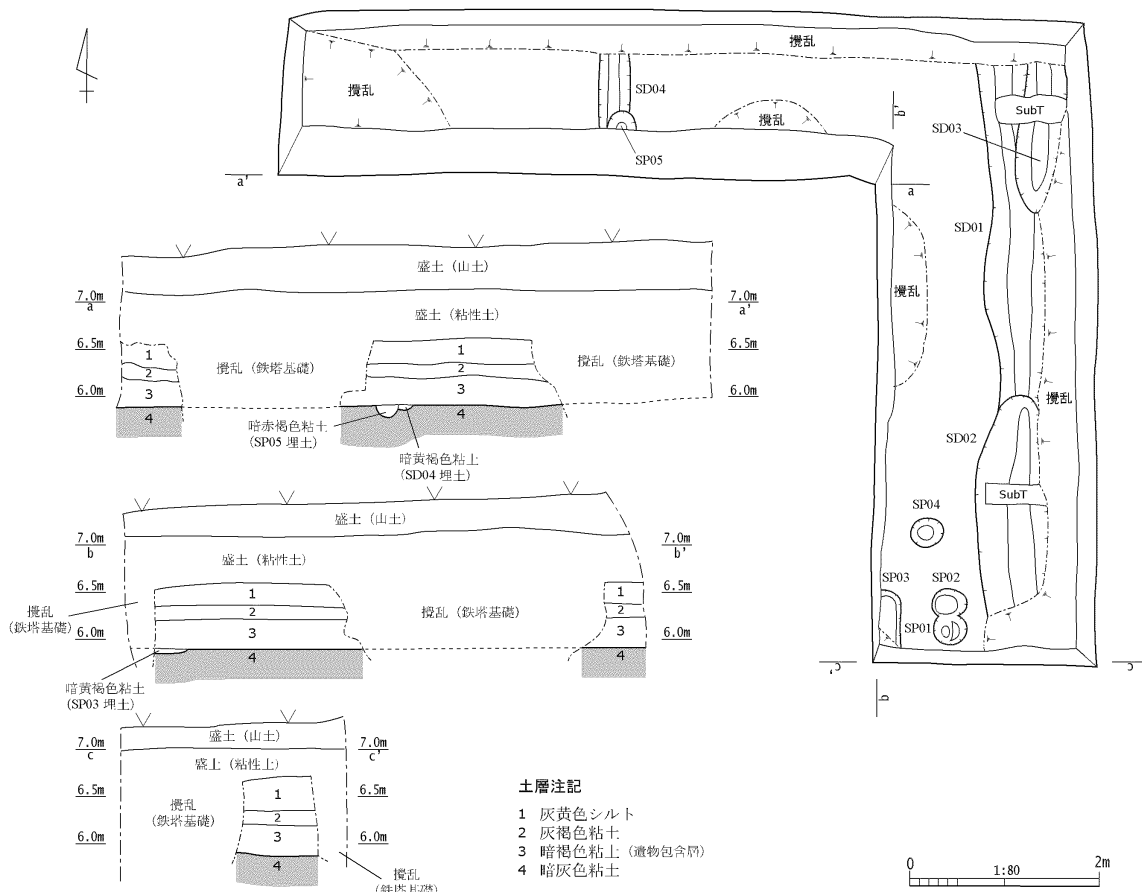 攪乱
攪乱
SD04
攪乱
SubT
SD03
SP05
b'
a'
a
SD01
攪乱
攪乱
SD02
SubT
SP04
SP03
SP02
SP01
c'
c
b
盛土（山土）
7.0m
a
7.0m
a'
盛土（粘性土）
6.5m
6.5m
1
攪乱（鉄塔基礎）
1
攪乱（鉄塔基礎）
2
2
6.0m
3
3
6.0m
4
4
暗赤褐色粘土
（SP05 埋土）
暗黄褐色粘土
（SD04 埋土）
盛土（山土）
7.0m
b
7.0m
b'
盛土（粘性土）
6.5m
6.5m
1
1
攪乱
（鉄塔基礎）
2
攪乱（鉄塔基礎）
2
6.0m
3
3
6.0m
4
4
暗黄褐色粘土
（SP03 埋土）
盛土（山土）
7.0m
c
7.0m
c'
盛土（粘性土）
6.5m
6.5m
1
攪乱
（鉄塔基礎）
2
6.0m
3
6.0m
4
攪乱
（鉄塔基礎）
土層注記
1 灰黄色シルト
2 灰褐色粘土
3 暗褐色粘土（遺物包含層）
4 暗灰色粘土
0 1:80 2m